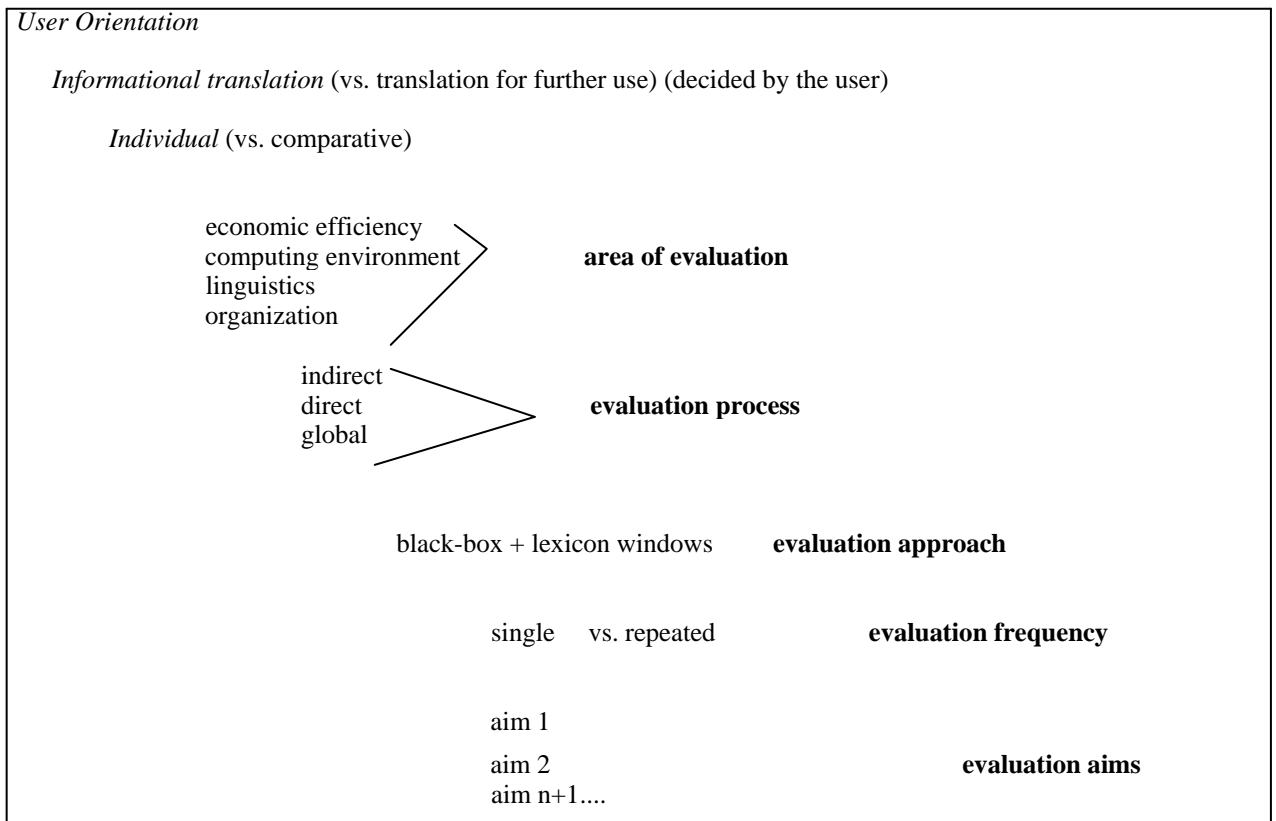 User Orientation
Informational translation (vs. translation for further use) (decided by the user)
Individual (vs. comparative)
economic efficiency
computing environment area of evaluation
linguistics
organization
indirect
direct evaluation process
global
black-box + lexicon windows evaluation approach
single vs. repeated evaluation frequency
aim 1
aim 2 evaluation aims
aim n+1....